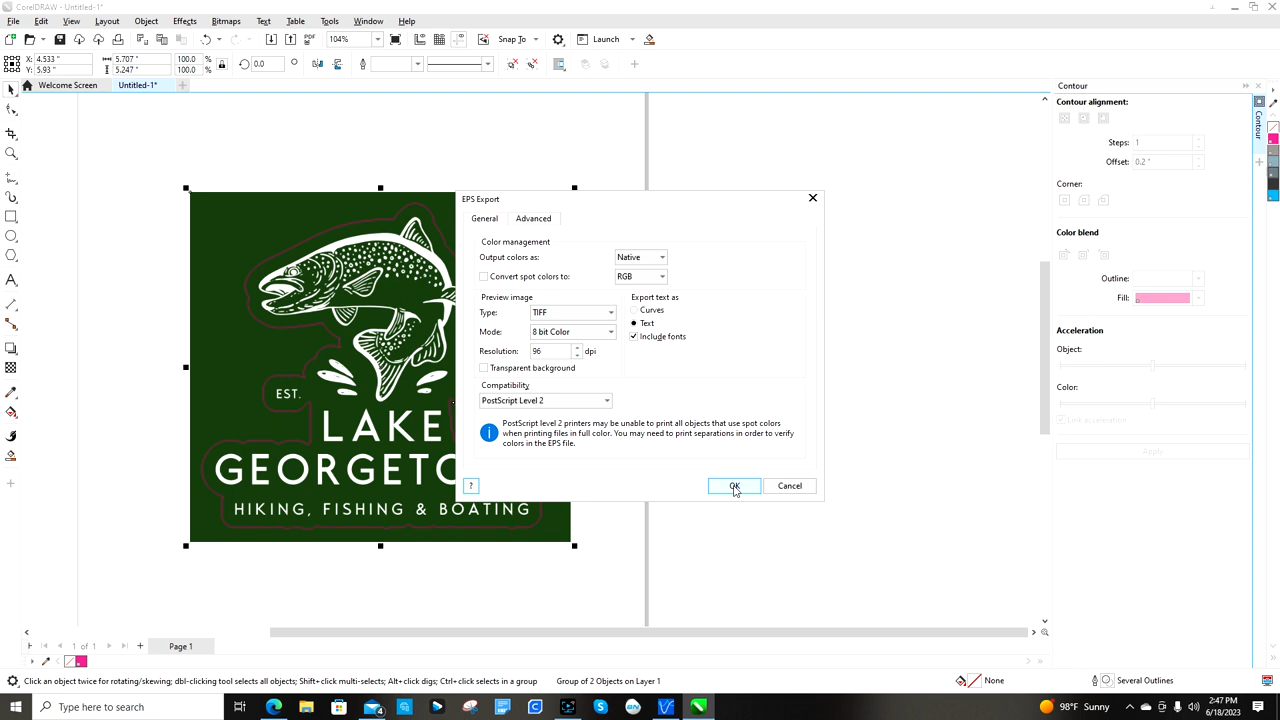 CorelDRAW - Untitled-1*
File Edit View Layout Object Effects Bitmaps Text Table Tools Window Help
PDF 104% Snap To Launch
X: 4.533 " 5.707 " 100.0 % 0.0 °
Y: 5.93 " 5.247 " 100.0 %
Welcome Screen Untitled-1*
Contour
Contour alignment:
Steps: 1
Offset: 0.2 "
Corner:
Color blend
Outline:
Fill:
Acceleration
Object:
Color:
Link acceleration
Apply
Contour
EPS Export
General Advanced
Color management
Output colors as: Native
Convert spot colors to: RGB
Preview image
Type: TIFF
Mode: 8 bit Color
Resolution: 96 dpi
Transparent background
Export text as
Curves
Text
Include fonts
Compatibility
PostScript Level 2
PostScript level 2 printers may be unable to print all objects that use spot colors
when printing files in full color. You may need to print separations in order to verify
colors in the EPS file.
? OK Cancel
EST.
LAKE
GEORGETO
HIKING, FISHING & BOATING
1 of 1 Page 1
Click an object twice for rotating/skewing; dbl-clicking tool selects all objects; Shift+click multi-selects; Alt+click digs; Ctrl+click selects in a group Group of 2 Objects on Layer 1 None Several Outlines
Type here to search
98°F Sunny
2:47 PM
6/18/2023